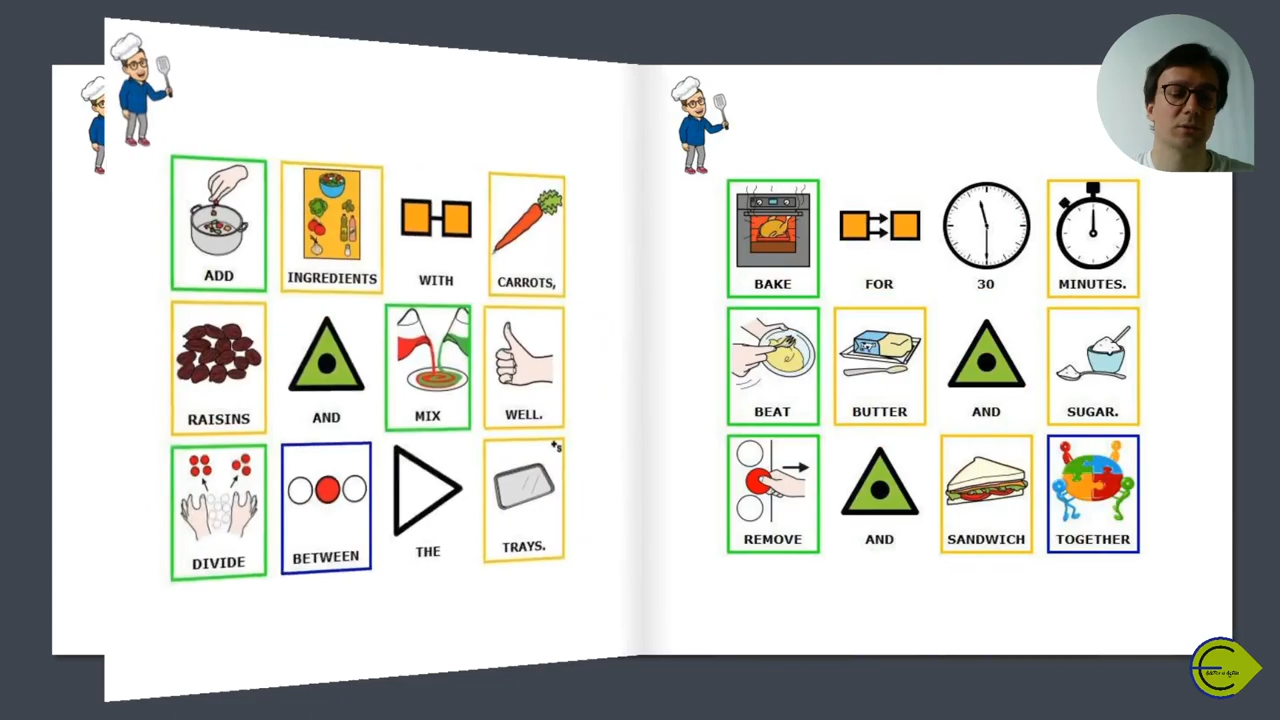 ADD INGREDIENTS WITH CARROTS,
RAISINS AND MIX WELL.
+s
DIVIDE BETWEEN THE TRAYS.
BAKE FOR 30 MINUTES.
BEAT BUTTER AND SUGAR.
REMOVE AND SANDWICH TOGETHER